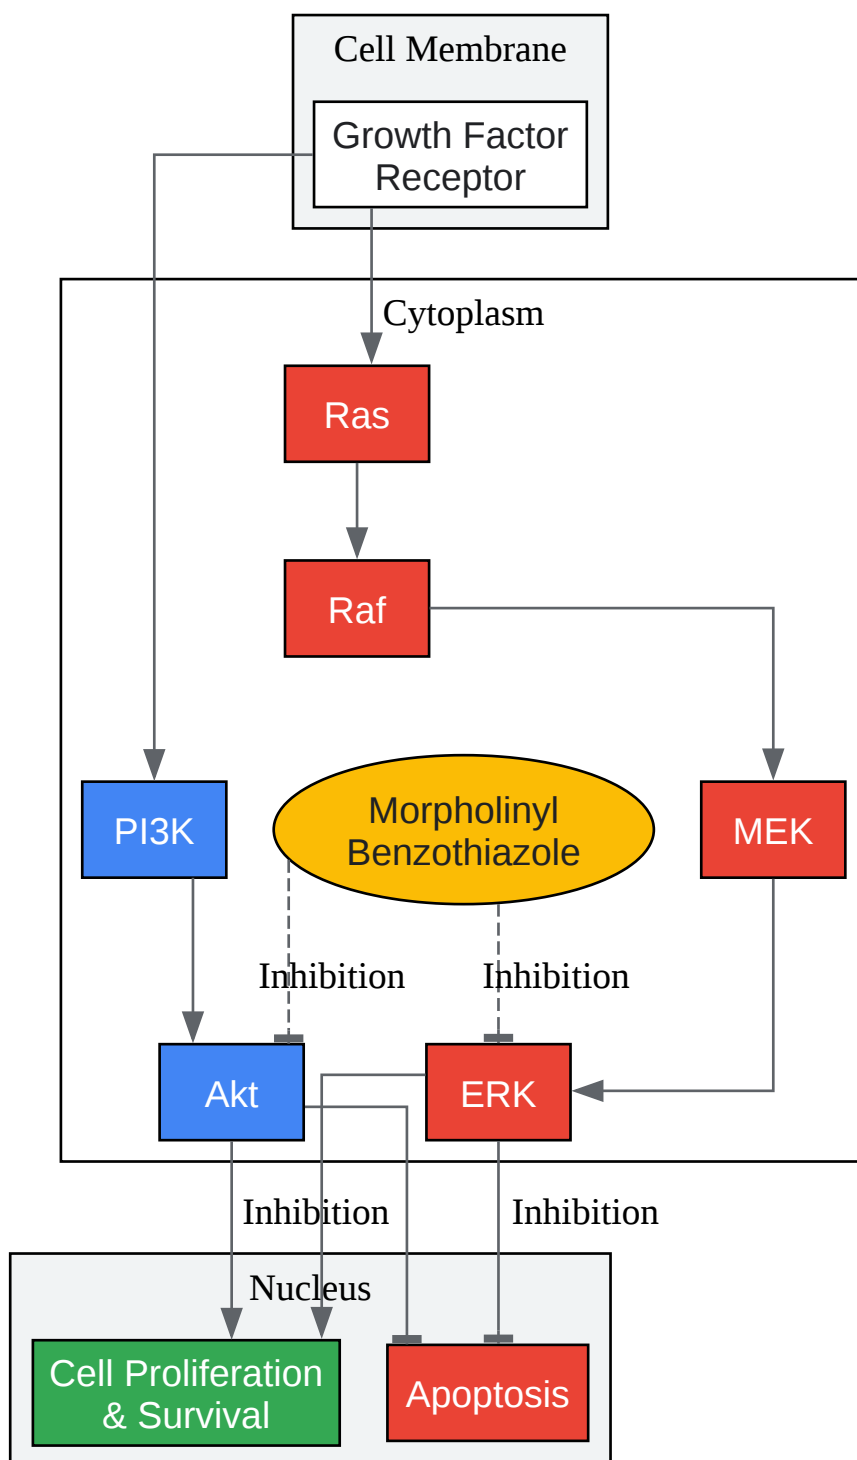 Cell Membrane
Growth Factor
Receptor
Cytoplasm
Ras
Raf
PI3K
Morpholinyl
Benzothiazole
MEK
Inhibition
Inhibition
Akt
ERK
Inhibition
Inhibition
Nucleus
Cell Proliferation
& Survival
Apoptosis